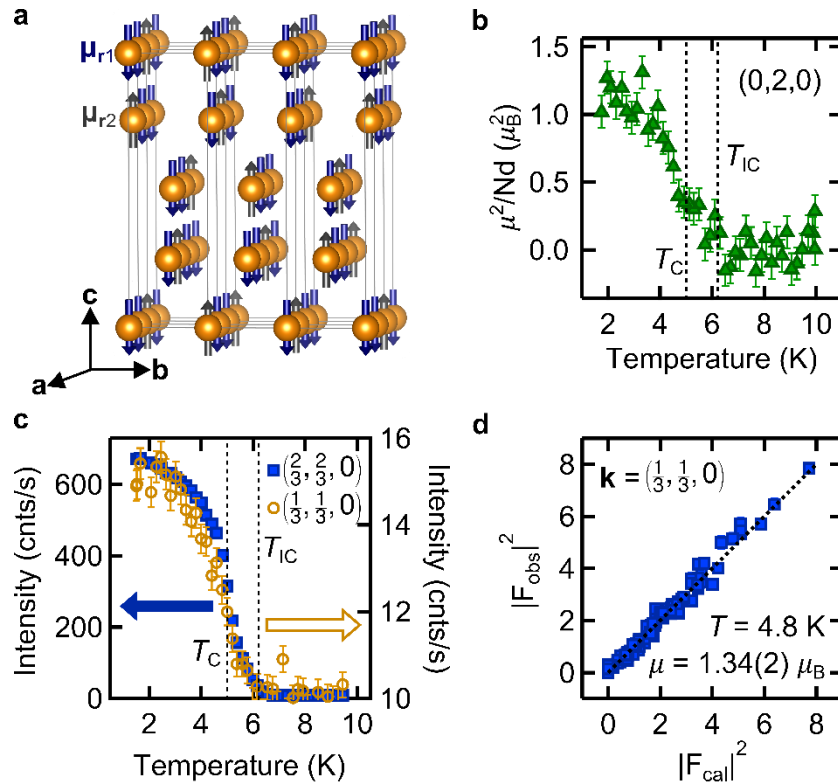 a
μr1
μr2
c
a
b
b
μ²/Nd (μB²)
1.5
1.0
0.5
0.0
(0,2,0)
TIC
TC
2 4 6 8 10
Temperature (K)
c
Intensity (cnts/s)
600
400
200
0
(2/3, 2/3, 0)
(1/3, 1/3, 0)
TIC
TC
16
14
12
10
Intensity (cnts/s)
2 4 6 8 10
Temperature (K)
d
|Fobs|²
8
6
4
2
0
k = (1/3, 1/3, 0)
T = 4.8 K
μ = 1.34(2) μB
0 2 4 6 8
|Fcal|²